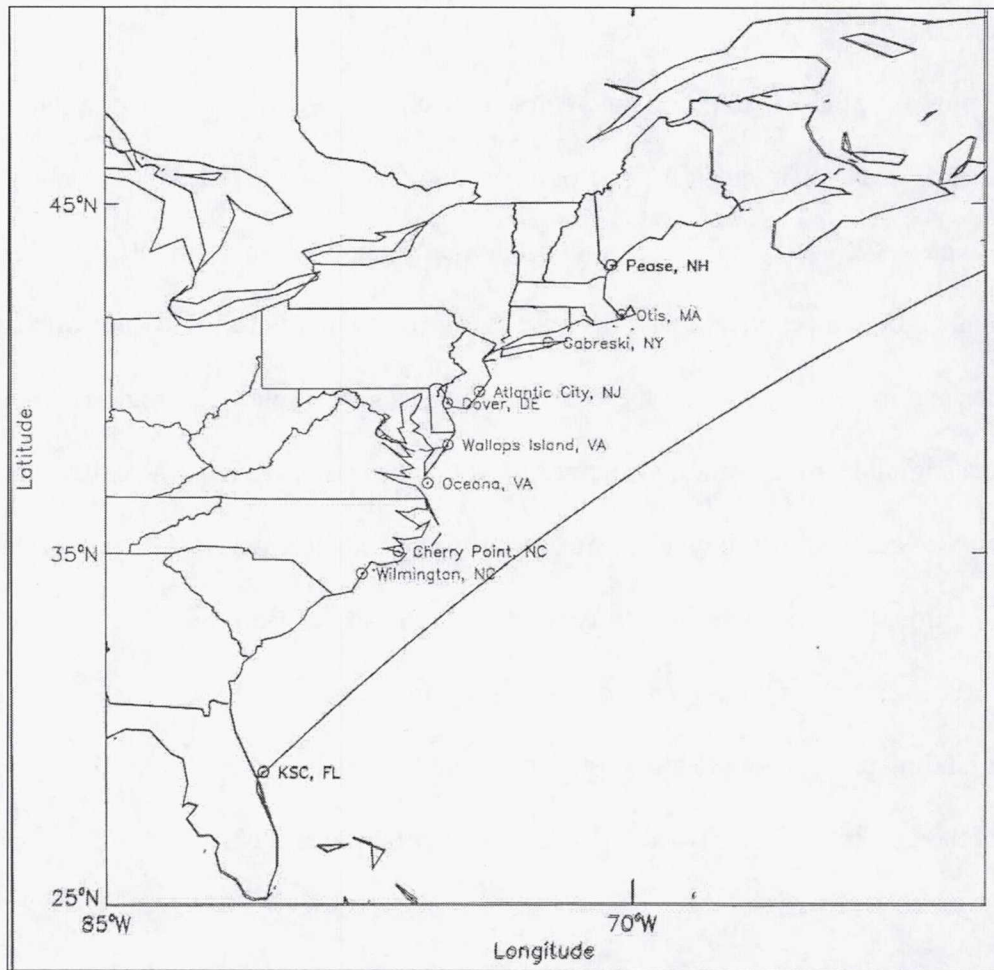 45°N
Pease, NH
Otis, MA
Gabreski, NY
Atlantic City, NJ
Dover, DE
Wallops Island, VA
Latitude
Oceana, VA
35°N
Cherry Point, NC
Wilmington, NC
KSC, FL
25°N
85°W
70°W
Longitude